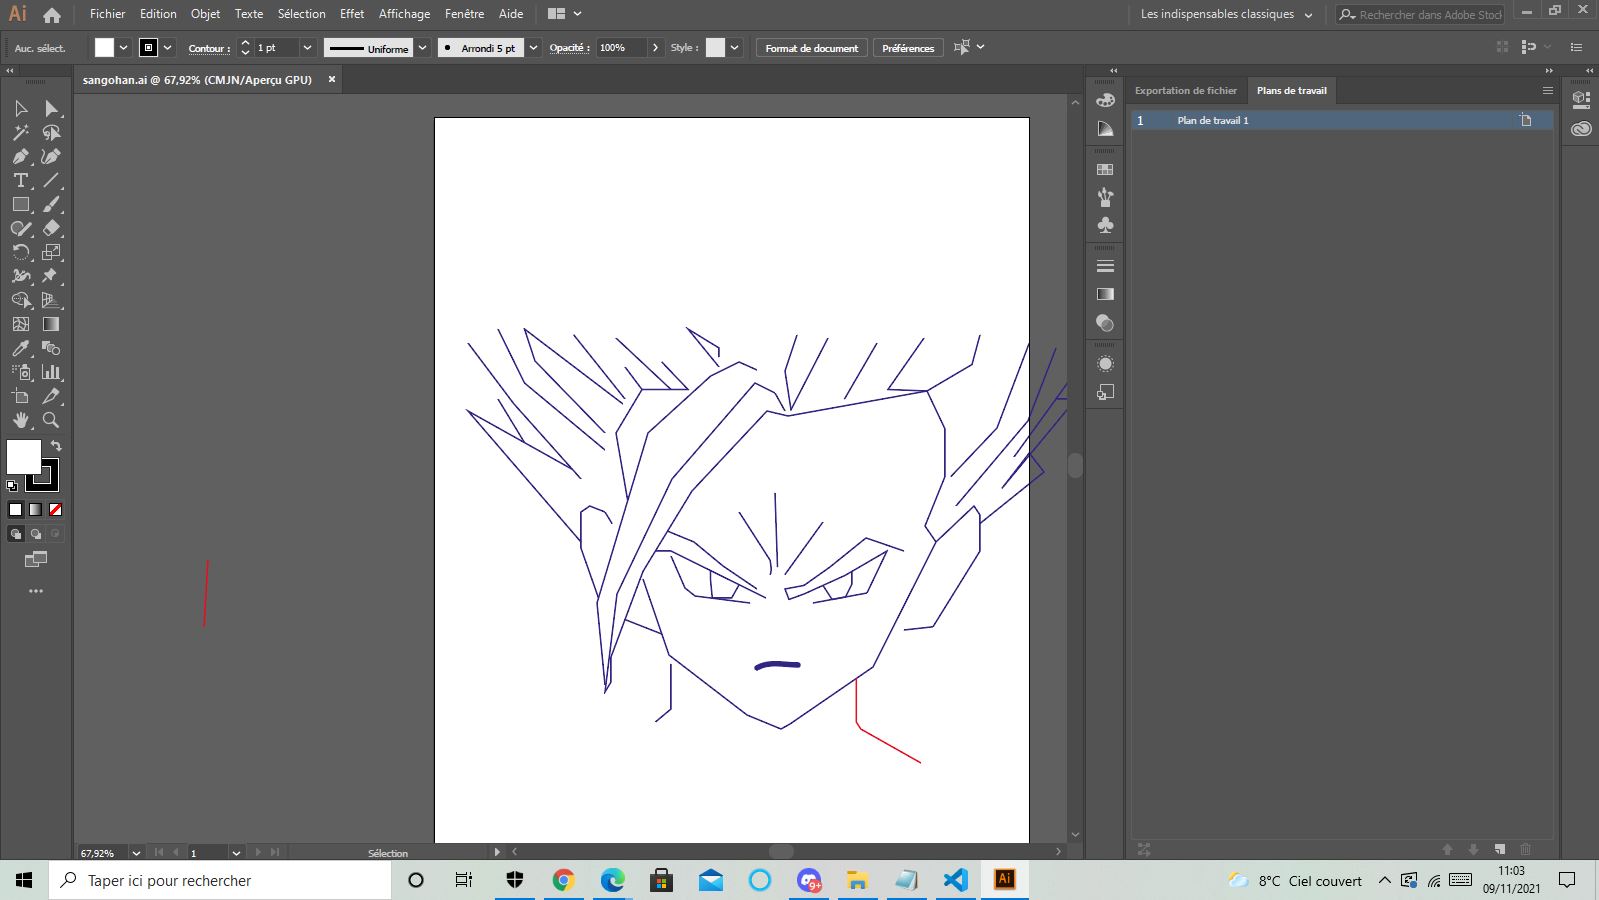 Ai
Fichier Edition Objet Texte Sélection Effet Affichage Fenêtre Aide
Les indispensables classiques
Rechercher dans Adobe Stock
Auc. sélect.
Contour :
1 pt
Uniforme
Arrondi 5 pt
Opacité :
100%
Style :
Format de document
Préférences
sangohan.ai @ 67,92% (CMJN/Aperçu GPU)
Exportation de fichier
Plans de travail
1 Plan de travail 1
67,92%
1
Sélection
Taper ici pour rechercher
9+
Ai
8°C Ciel couvert
11:03
09/11/2021